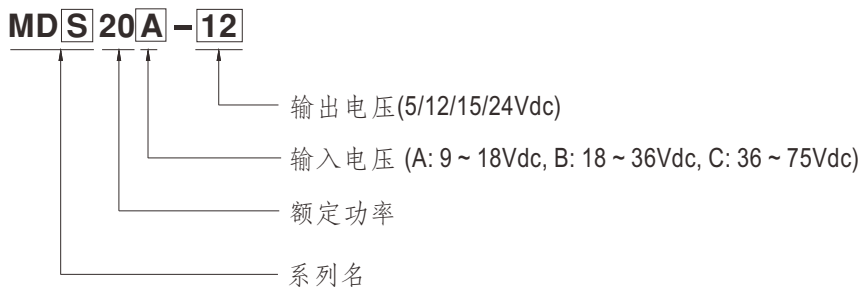 MDS20A-12
输出电压(5/12/15/24Vdc)
输入电压 (A: 9 ~ 18Vdc, B: 18 ~ 36Vdc, C: 36 ~ 75Vdc)
额定功率
系列名